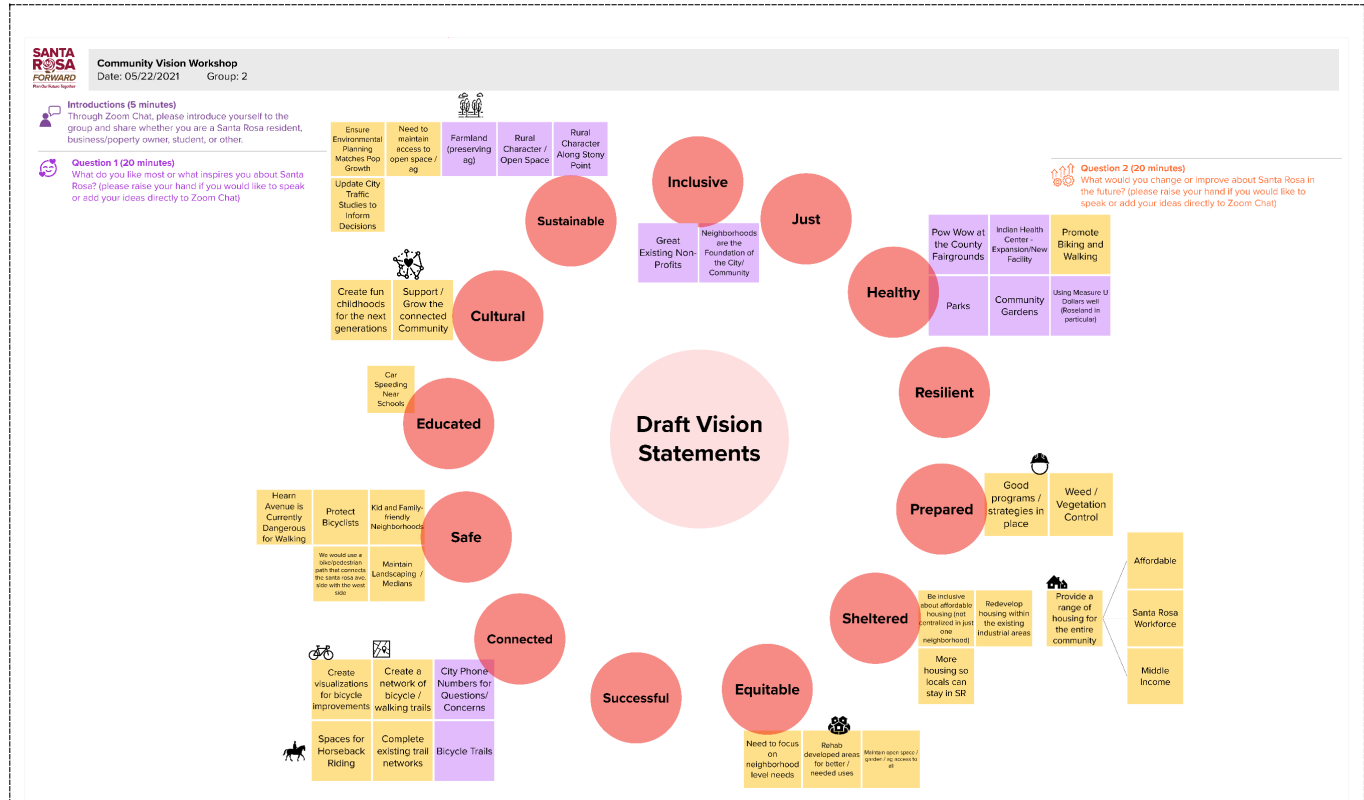 SANTA
ROSA
FORWARD
Plan Our Future Together
Community Vision Workshop
Date: 05/22/2021 Group: 2
Introductions (5 minutes)
Through Zoom Chat, please introduce yourself to the
group and share whether you are a Santa Rosa resident,
business/poperty owner, student, or other.
Question 1 (20 minutes)
What do you like most or what inspires you about Santa
Rosa? (please raise your hand if you would like to speak
or add your ideas directly to Zoom Chat)
Question 2 (20 minutes)
What would you change or improve about Santa Rosa in
the future? (please raise your hand if you would like to
speak or add your ideas directly to Zoom Chat)
Ensure
Environmental
Planning
Matches Pop
Growth
Need to
maintain
access to
open space /
ag
Farmland
(preserving
ag)
Rural
Character /
Open Space
Rural
Character
Along Stony
Point
Update City
Traffic
Studies to
Inform
Decisions
Sustainable
Inclusive
Great
Existing Non-
Profits
Neighborhoods
are the
Foundation of
the City/
Community
Just
Healthy
Pow Wow at
the County
Fairgrounds
Indian Health
Center -
Expansion/New
Facility
Promote
Biking and
Walking
Parks
Community
Gardens
Using Measure U
Dollars well
(Roseland in
particular)
Create fun
childhoods
for the next
generations
Support /
Grow the
connected
Community
Cultural
Car
Speeding
Near
Schools
Educated
Draft Vision
Statements
Resilient
Prepared
Good
programs /
strategies in
place
Weed /
Vegetation
Control
Hearn
Avenue is
Currently
Dangerous
for Walking
Protect
Bicyclists
Kid and Family-
friendly
Neighborhoods
We would use a
bike/pedestrian
path that connects
the santa rosa ave.
side with the west
side
Maintain
Landscaping /
Medians
Safe
Sheltered
Be inclusive
about affordable
housing (not
centralized in just
one
neighborhood)
Redevelop
housing within
the existing
industrial areas
Provide a
range of
housing for
the entire
community
Affordable
Santa Rosa
Workforce
Middle
Income
More
housing so
locals can
stay in SR
Connected
Create
visualizations
for bicycle
improvements
Create a
network of
bicycle /
walking trails
City Phone
Numbers for
Questions/
Concerns
Spaces for
Horseback
Riding
Complete
existing trail
networks
Bicycle Trails
Successful
Equitable
Need to focus
on
neighborhood
level needs
Rehab
developed areas
for better /
needed uses
Maintain open space /
garden / ag access to
all